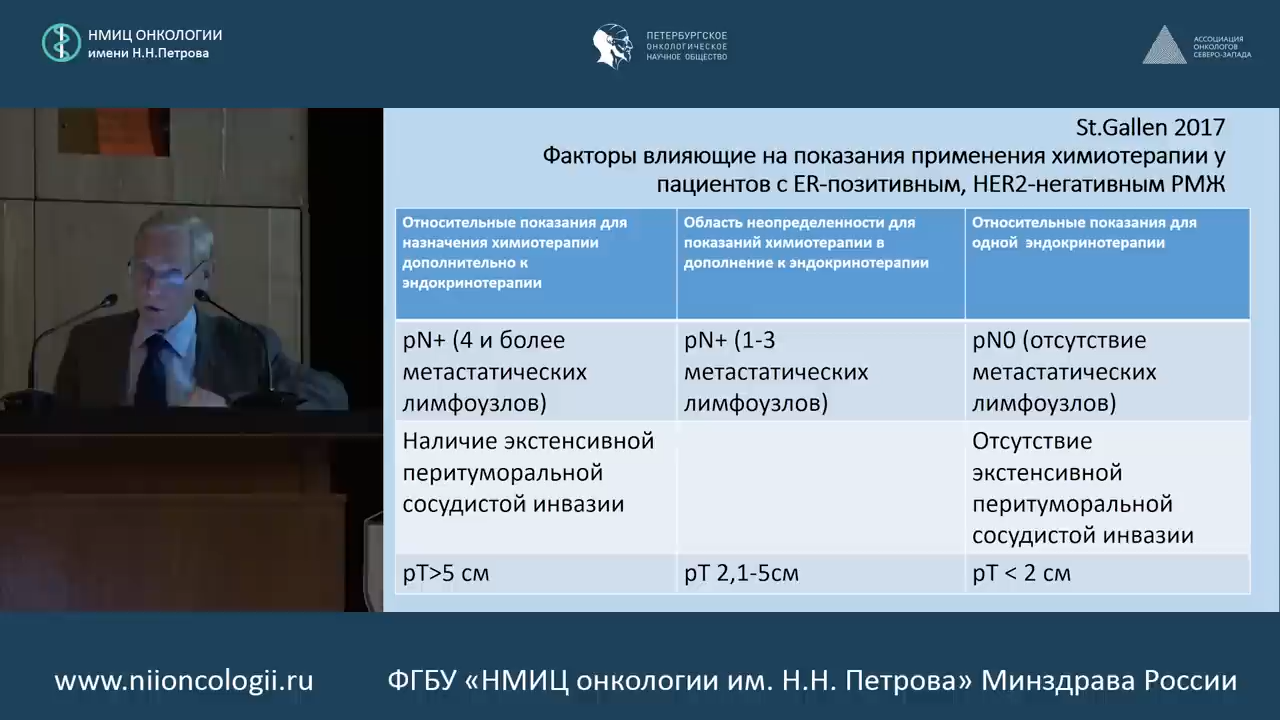 НМИЦ ОНКОЛОГИИ
имени Н.Н.Петрова
ПЕТЕРБУРГСКОЕ
ОНКОЛОГИЧЕСКОЕ
НАУЧНОЕ ОБЩЕСТВО
АССОЦИАЦИЯ
ОНКОЛОГОВ
СЕВЕРО-ЗАПАДА
St.Gallen 2017
Факторы влияющие на показания применения химиотерапии у
пациентов с ER-позитивным, HER2-негативным РМЖ
Относительные показания для
назначения химиотерапии
дополнительно к
эндокринотерапии
Область неопределенности для
показаний химиотерапии в
дополнение к эндокринотерапии
Относительные показания для
одной эндокринотерапии
pN+ (4 и более
метастатических
лимфоузлов)
pN+ (1-3
метастатических
лимфоузлов)
pN0 (отсутствие
метастатических
лимфоузлов)
Наличие экстенсивной
перитуморальной
сосудистой инвазии
Отсутствие
экстенсивной
перитуморальной
сосудистой инвазии
pT>5 см
pT 2,1-5см
pT < 2 см
www.niioncologii.ru
ФГБУ «НМИЦ онкологии им. Н.Н. Петрова» Минздрава России